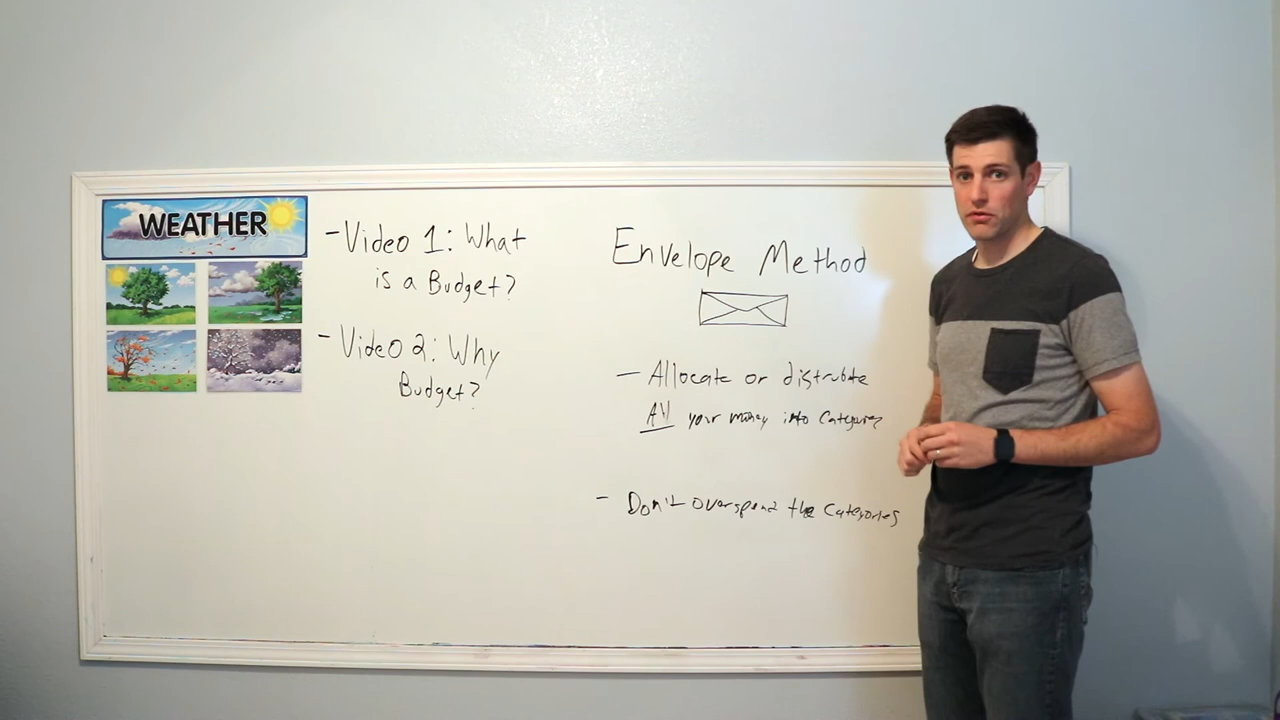 WEATHER
-Video 1: What
is a Budget?
-Video 2: Why
Budget?
Envelope Method
- Allocate or distrubte
All your money into Categories
- Don't overspend the Categories